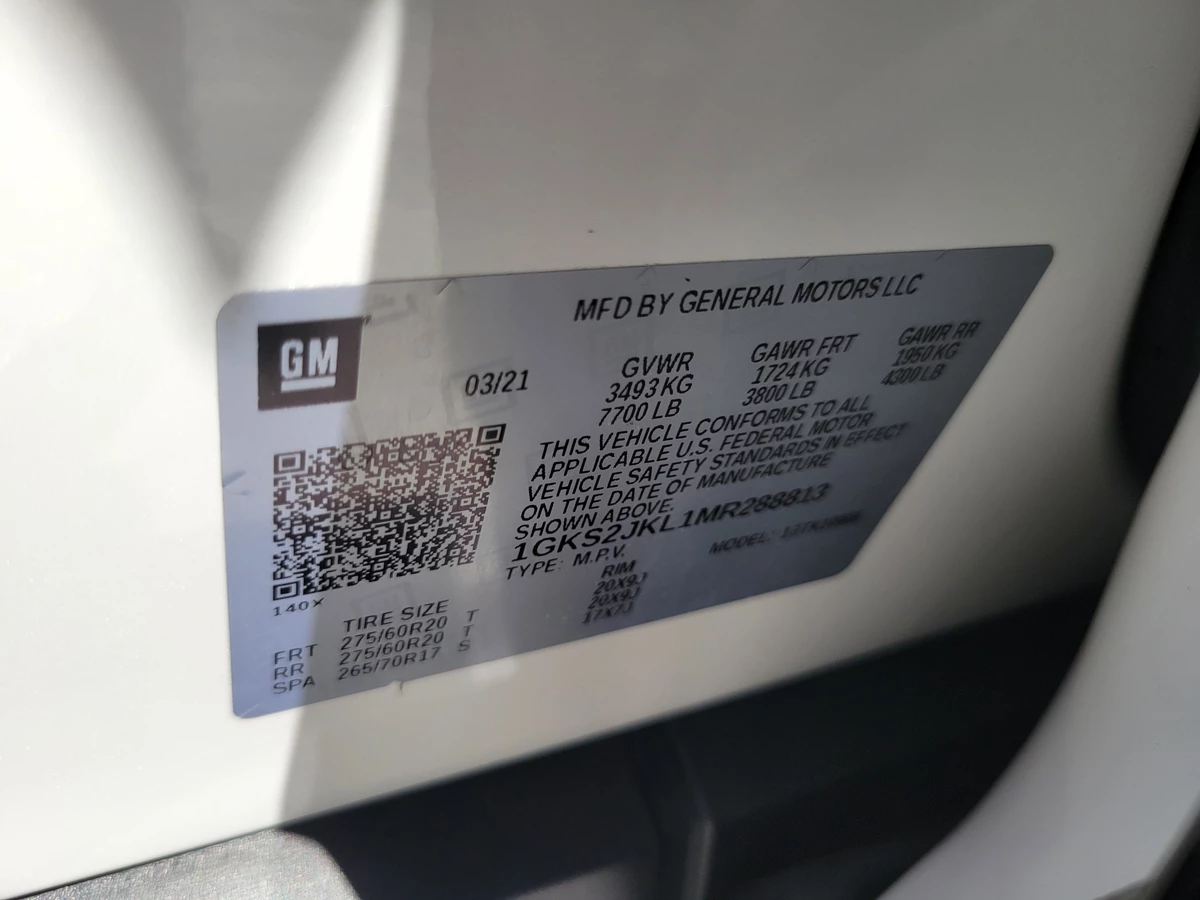 MFD BY GENERAL MOTORS LLC
GM
03/21
GVWR
3493 KG
7700 LB
GAWR FRT
1724 KG
3800 LB
GAWR RR
1950 KG
4300 LB
THIS VEHICLE CONFORMS TO ALL
APPLICABLE U.S. FEDERAL MOTOR
VEHICLE SAFETY STANDARDS IN EFFECT
ON THE DATE OF MANUFACTURE
SHOWN ABOVE.
1GKS2JKL1MR288813
TYPE: M.P.V.
MODEL:
140X
TIRE SIZE RIM
FRT 275/60R20 T 20X9J
RR 275/60R20 T 20X9J
SPA 265/70R17 S 17X7J